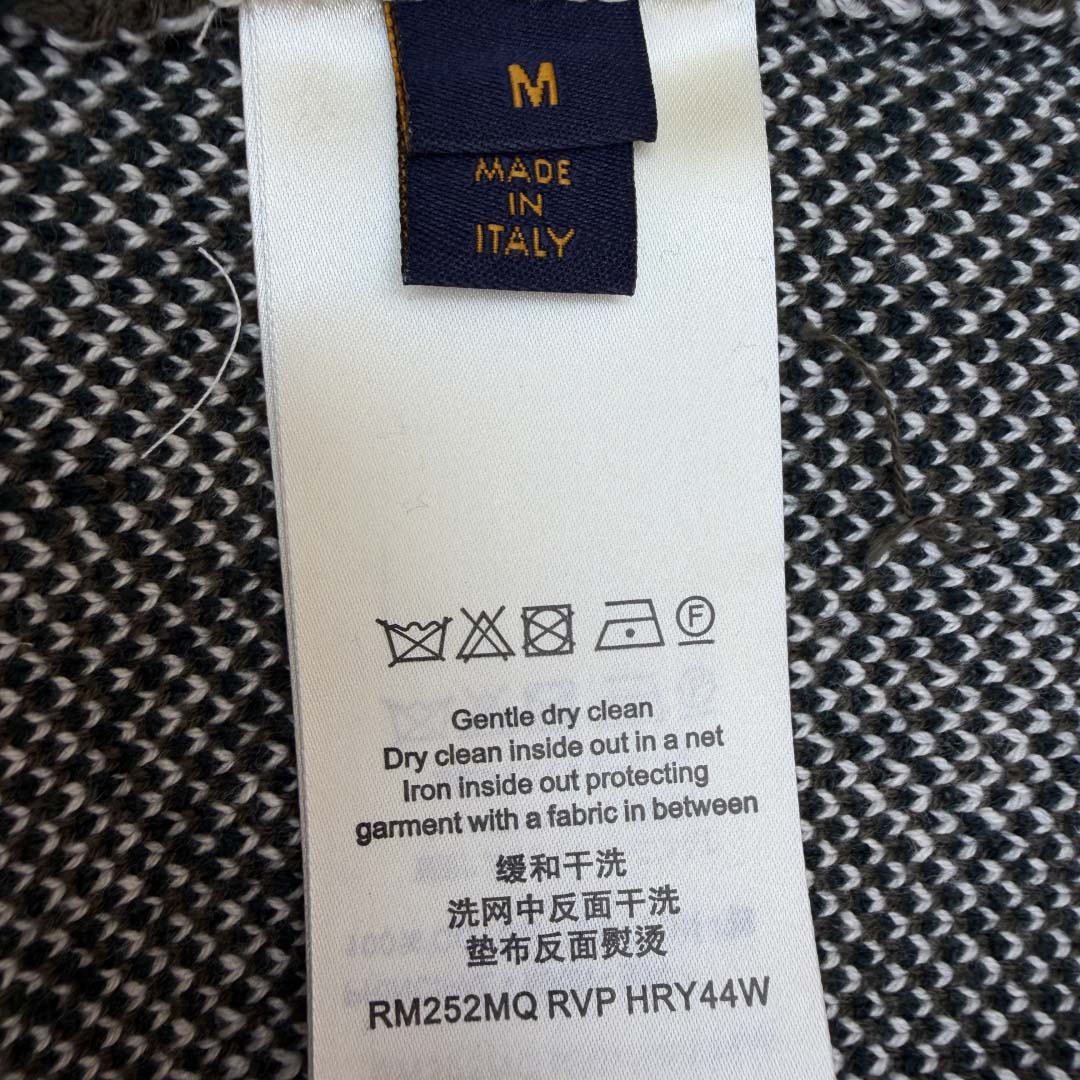 M
MADE
IN
ITALY
F
Gentle dry clean
Dry clean inside out in a net
Iron inside out protecting
garment with a fabric in between
缓和干洗
洗网中反面干洗
垫布反面熨烫
RM252MQ RVP HRY44W